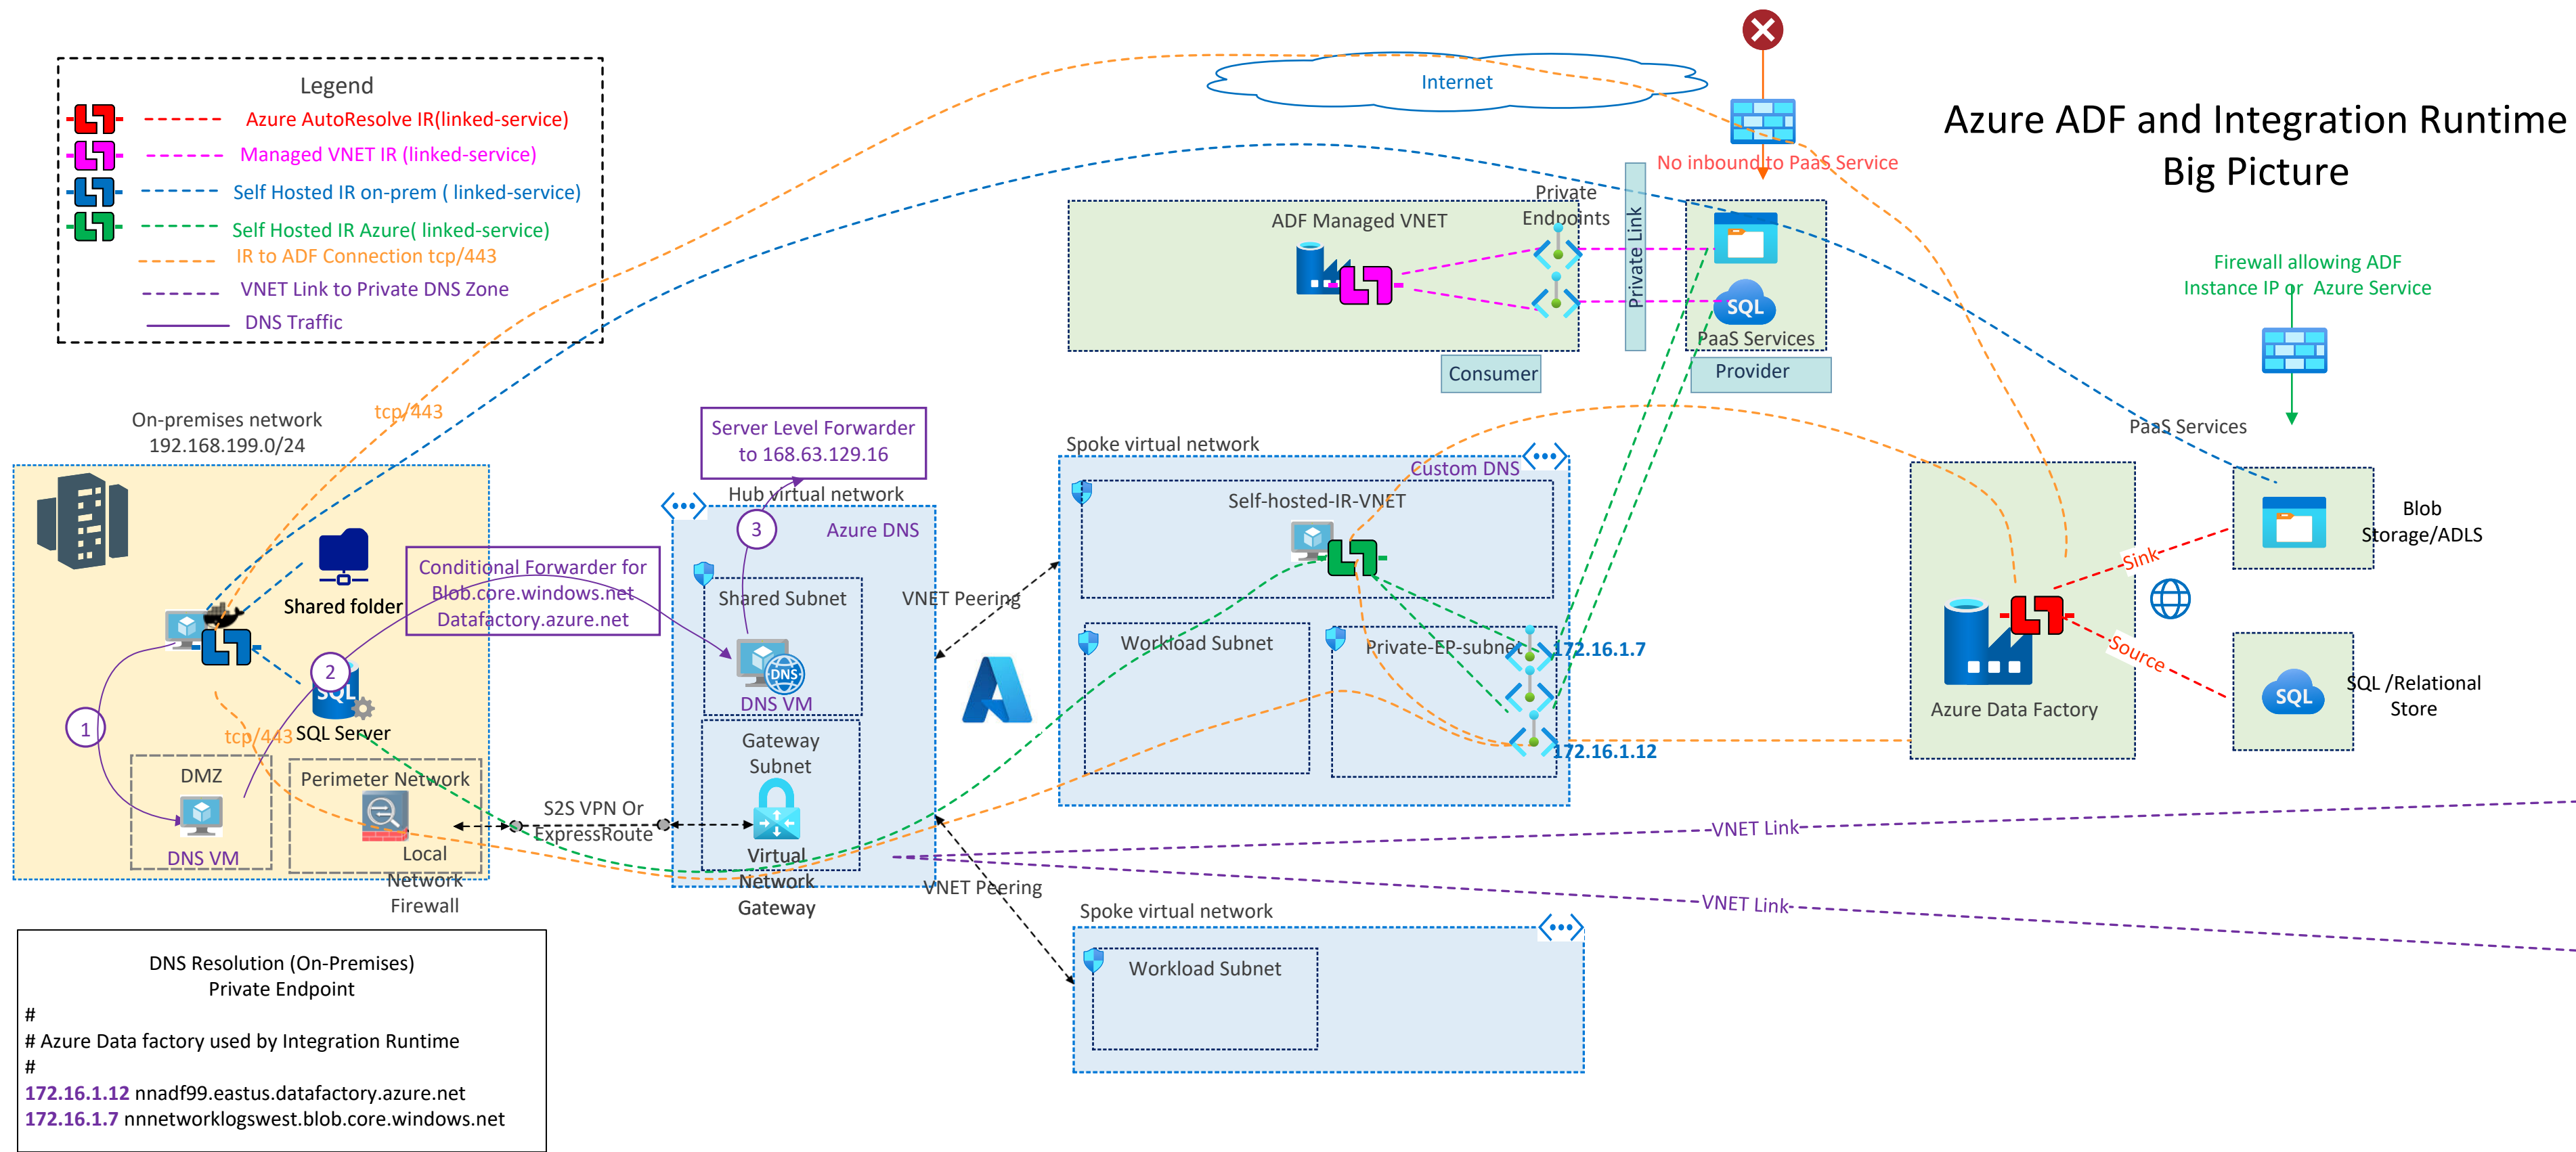 Azure ADF and Integration Runtime
Big Picture
Legend
Azure AutoResolve IR(linked-service)
Managed VNET IR (linked-service)
Self Hosted IR on-prem ( linked-service)
Self Hosted IR Azure( linked-service)
IR to ADF Connection tcp/443
VNET Link to Private DNS Zone
DNS Traffic
Internet
No inbound to PaaS Service
Private
Endpoints
ADF Managed VNET
Private Link
SQL
PaaS Services
Consumer
Provider
Firewall allowing ADF
Instance IP or Azure Service
PaaS Services
tcp/443
On-premises network
192.168.199.0/24
Shared folder
Conditional Forwarder for
Blob.core.windows.net
Datafactory.azure.net
1
2
SQL
SQL Server
tcp/443
DMZ
DNS VM
Perimeter Network
Local
Network
Firewall
S2S VPN Or
ExpressRoute
Server Level Forwarder
to 168.63.129.16
Hub virtual network
3
Azure DNS
Shared Subnet
DNS
DNS VM
Gateway
Subnet
Virtual
Network
Gateway
VNET Peering
VNET Peering
Spoke virtual network
Custom DNS
Self-hosted-IR-VNET
Workload Subnet
Private-EP-subnet
172.16.1.7
172.16.1.12
Azure Data Factory
Sink
Source
Blob
Storage/ADLS
SQL
SQL /Relational
Store
VNET Link
VNET Link
Spoke virtual network
Workload Subnet
DNS Resolution (On-Premises)
Private Endpoint
#
# Azure Data factory used by Integration Runtime
#
172.16.1.12 nnadf99.eastus.datafactory.azure.net
172.16.1.7 nnnetworklogswest.blob.core.windows.net